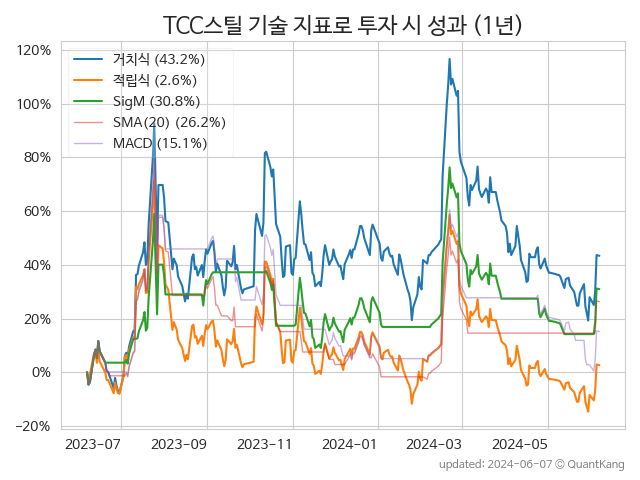 TCC스틸 기술 지표로 투자 시 성과 (1년)
120%
100%
80%
60%
40%
20%
0%
−20%
거치식 (43.2%)
적립식 (2.6%)
SigM (30.8%)
SMA(20) (26.2%)
MACD (15.1%)
2023-07
2023-09
2023-11
2024-01
2024-03
2024-05
updated: 2024-06-07 © QuantKang